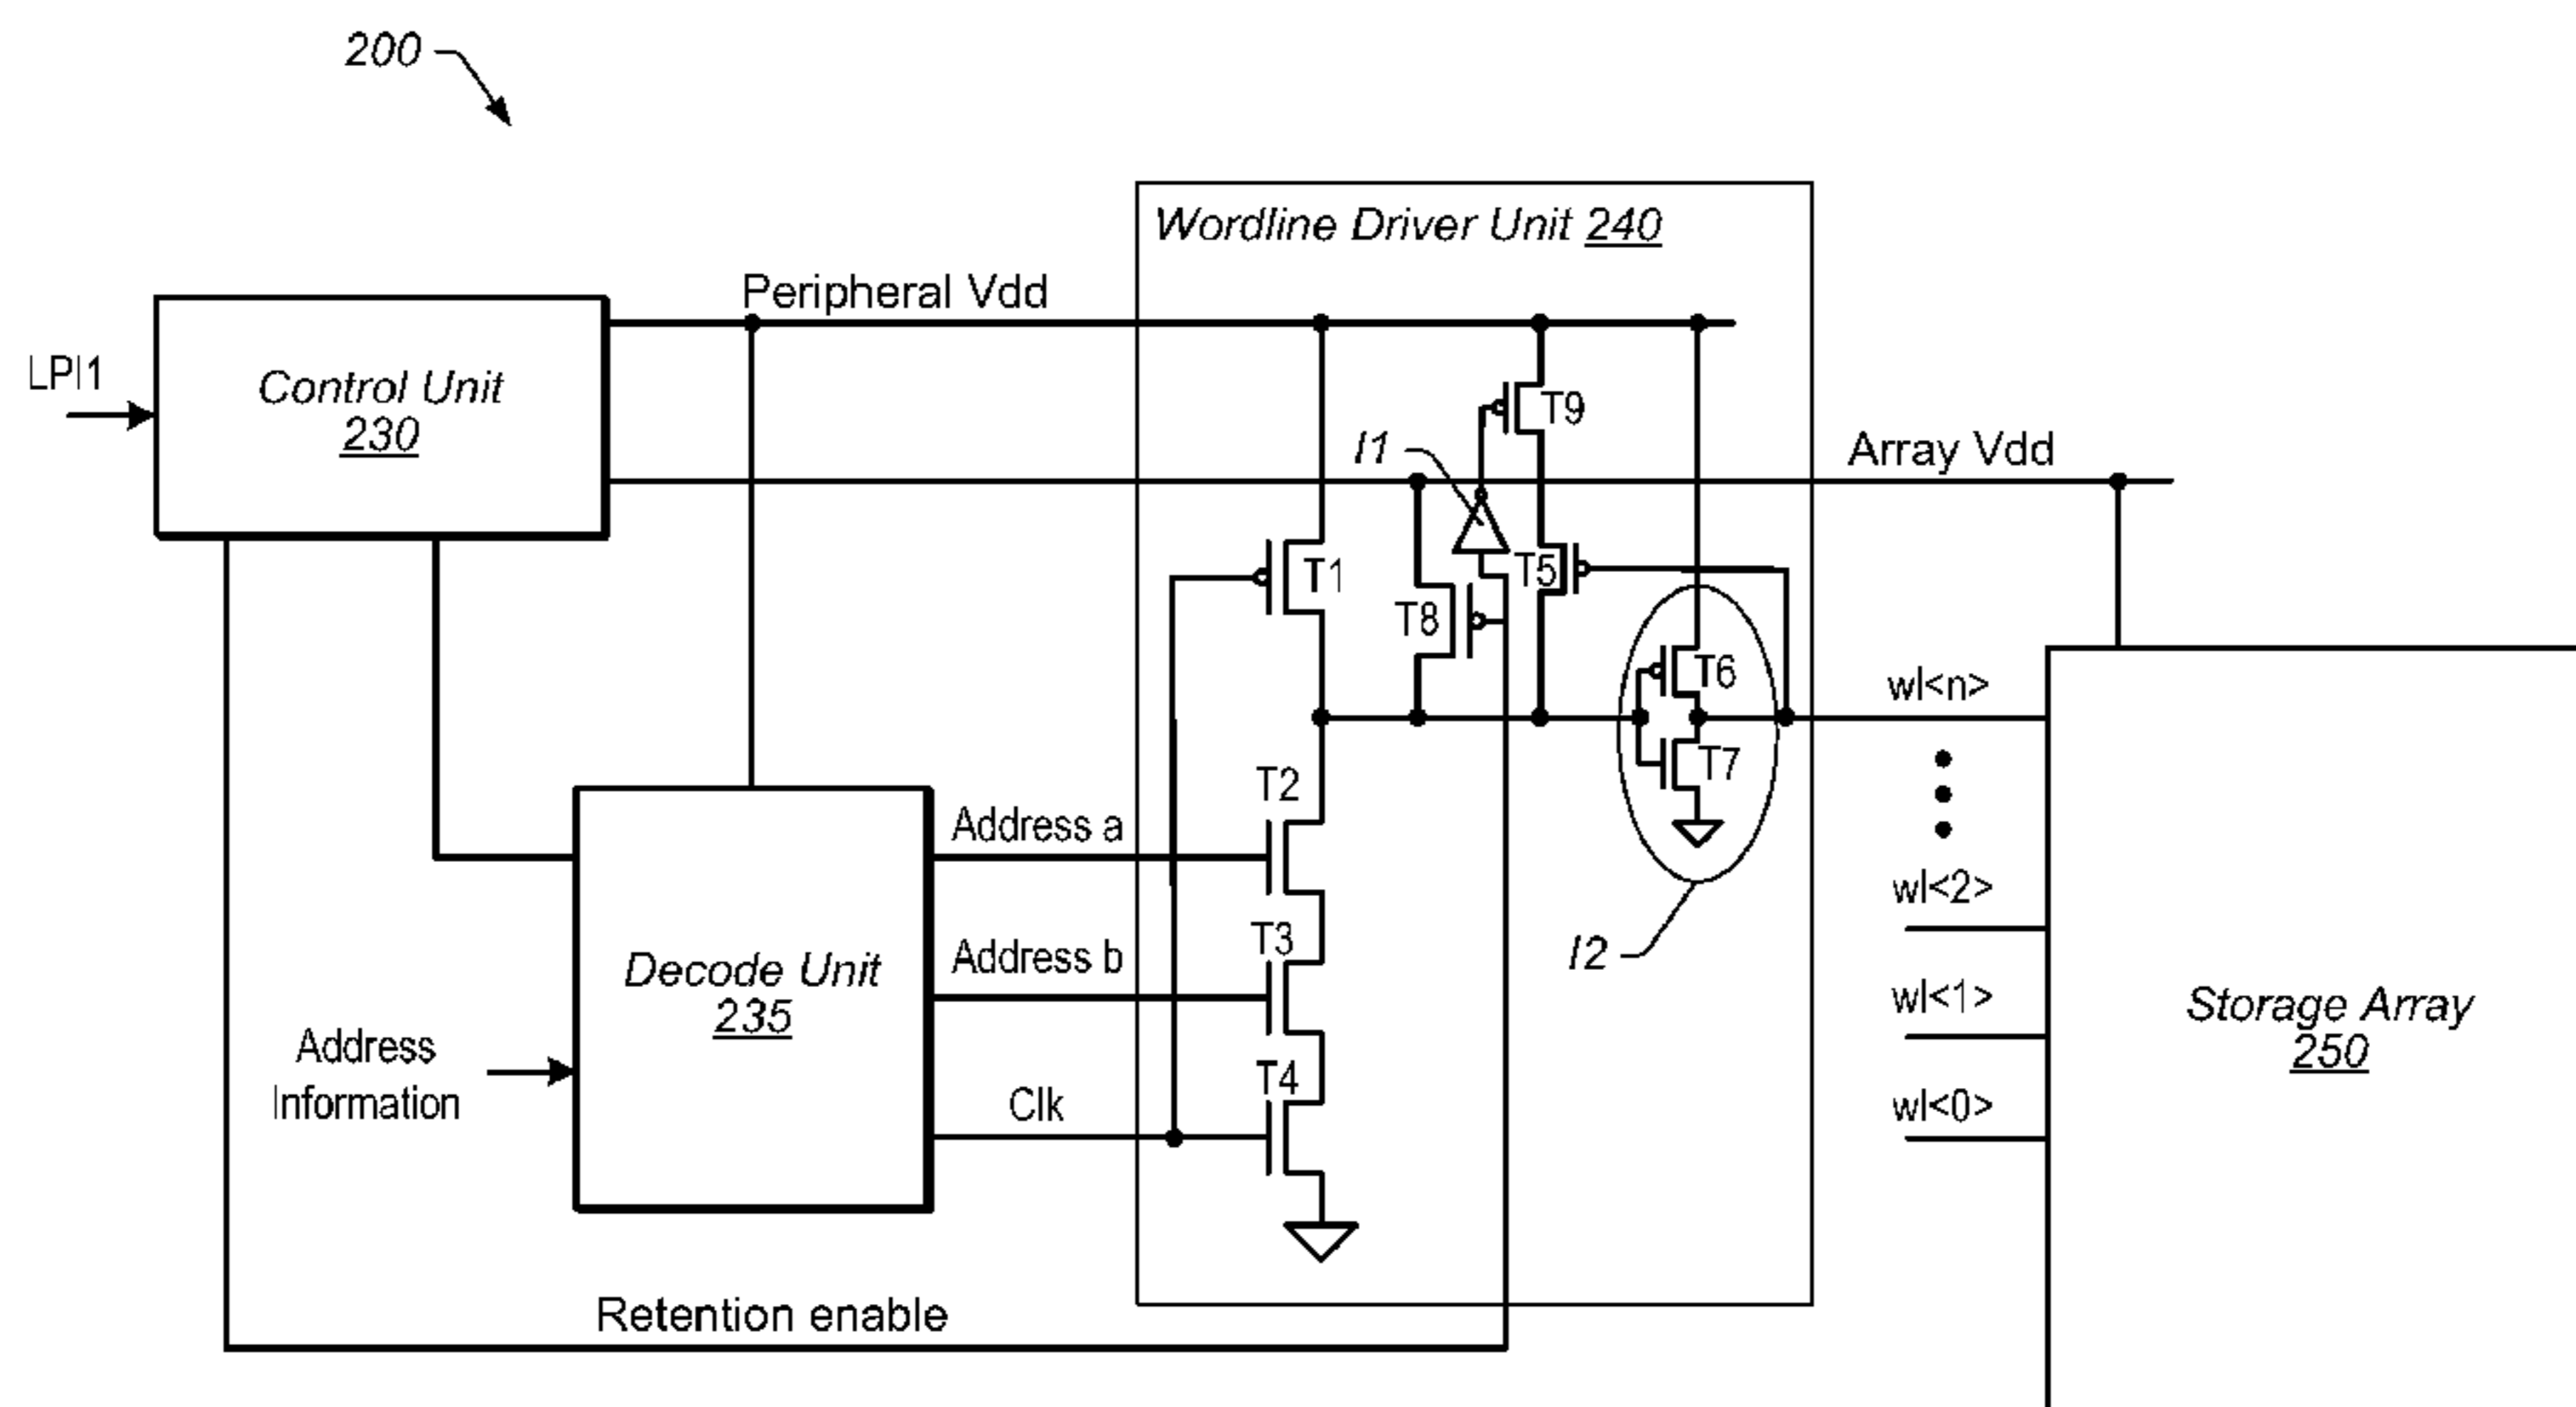 200
Wordline Driver Unit 240
Peripheral Vdd
LPI1
Control Unit
230
T9
I1
Array Vdd
T1
T5
T8
T6
wl<n>
T7
T2
Address a
wl<2>
T3
I2
Address b
Decode Unit
235
wl<1>
Storage Array
250
Address
Information
T4
Clk
wl<0>
Retention enable